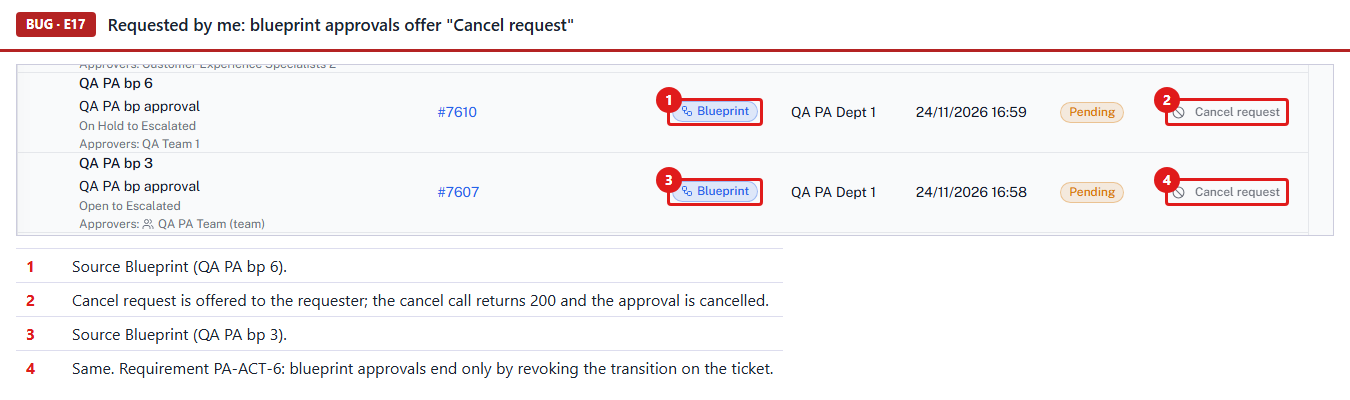 BUG - E17 Requested by me: blueprint approvals offer "Cancel request"
Approvers: Customer Experience Specialists 2
QA PA bp 6
QA PA bp approval
On Hold to Escalated
Approvers: QA Team 1
#7610
1
Blueprint
QA PA Dept 1
24/11/2026 16:59
Pending
2
Cancel request
QA PA bp 3
QA PA bp approval
Open to Escalated
Approvers: QA PA Team (team)
#7607
3
Blueprint
QA PA Dept 1
24/11/2026 16:58
Pending
4
Cancel request
1 Source Blueprint (QA PA bp 6).
2 Cancel request is offered to the requester; the cancel call returns 200 and the approval is cancelled.
3 Source Blueprint (QA PA bp 3).
4 Same. Requirement PA-ACT-6: blueprint approvals end only by revoking the transition on the ticket.